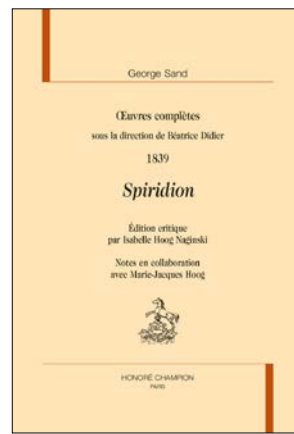 George Sand
Œuvres complètes
sous la direction de Béatrice Didier
1839
Spiridion
Édition critique
par Isabelle Hoog Naginski
Notes en collaboration
avec Marie-Jacques Hoog
HONORÉ CHAMPION
PARIS